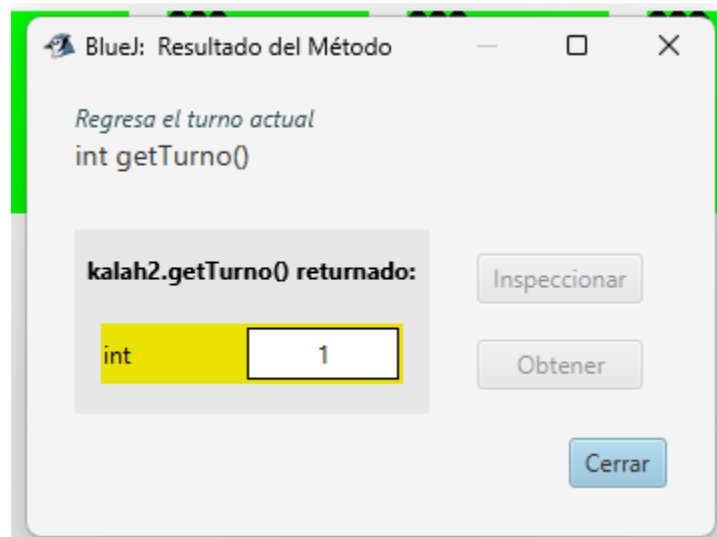 BlueJ: Resultado del Método
Regresa el turno actual
int getTurno()
kalah2.getTurno() returnado:
int 1
Inspeccionar
Obtener
Cerrar